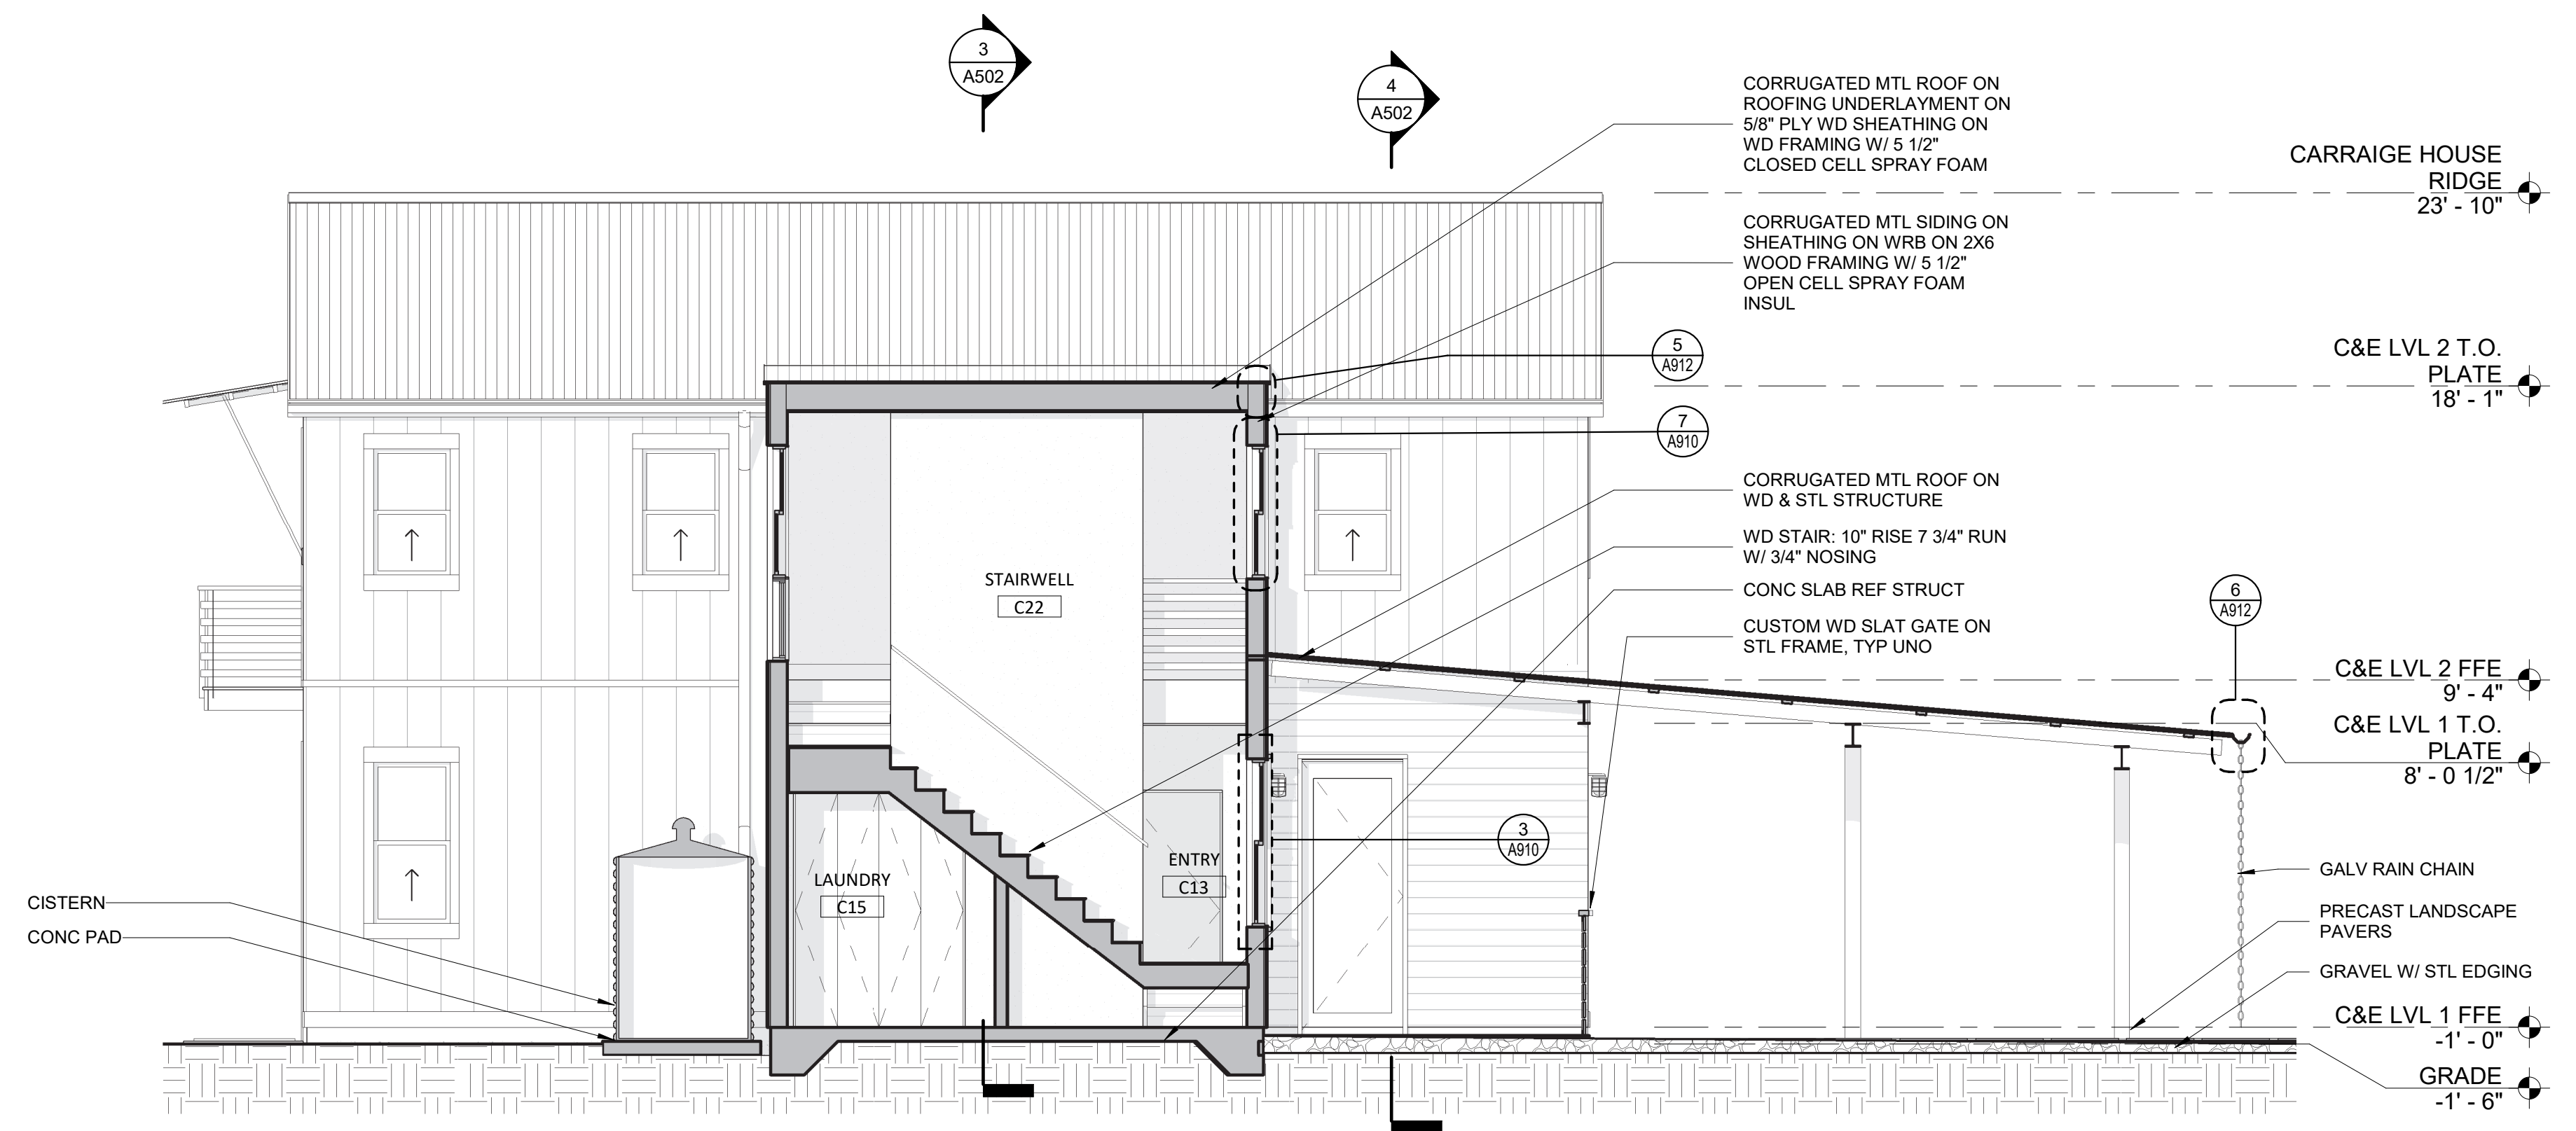 3
A502
4
A502
CORRUGATED MTL ROOF ON
ROOFING UNDERLAYMENT ON
5/8" PLY WD SHEATHING ON
WD FRAMING W/ 5 1/2"
CLOSED CELL SPRAY FOAM
CARRAIGE HOUSE
RIDGE
23' - 10"
CORRUGATED MTL SIDING ON
SHEATHING ON WRB ON 2X6
WOOD FRAMING W/ 5 1/2"
OPEN CELL SPRAY FOAM
INSUL
5
A912
C&E LVL 2 T.O.
PLATE
18' - 1"
7
A910
CORRUGATED MTL ROOF ON
WD & STL STRUCTURE
WD STAIR: 10" RISE 7 3/4" RUN
W/ 3/4" NOSING
STAIRWELL
C22
CONC SLAB REF STRUCT
6
A912
CUSTOM WD SLAT GATE ON
STL FRAME, TYP UNO
C&E LVL 2 FFE
9' - 4"
C&E LVL 1 T.O.
PLATE
8' - 0 1/2"
3
A910
ENTRY
C13
LAUNDRY
C15
GALV RAIN CHAIN
CISTERN
CONC PAD
PRECAST LANDSCAPE
PAVERS
GRAVEL W/ STL EDGING
C&E LVL 1 FFE
-1' - 0"
GRADE
-1' - 6"